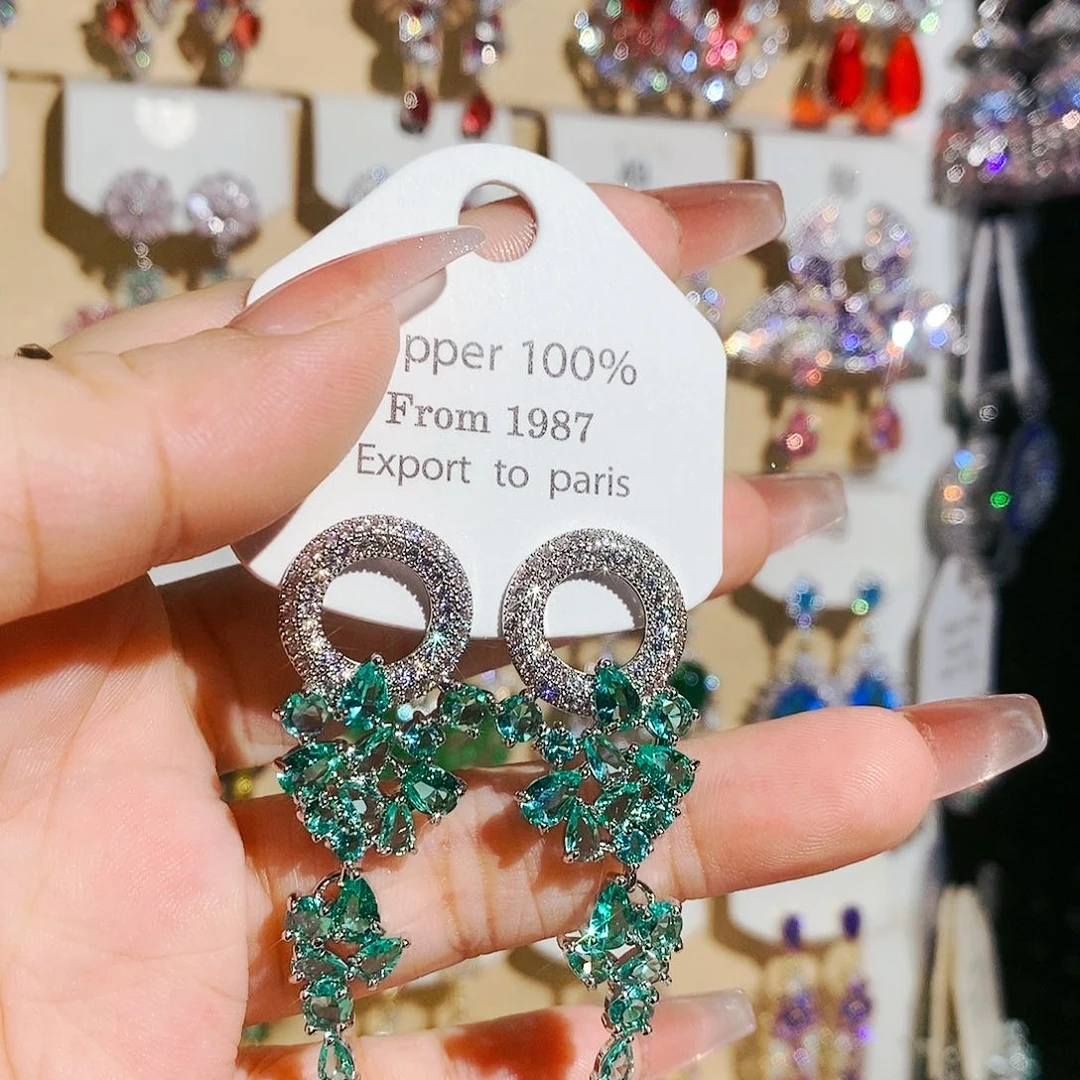 pper 100%
From 1987
Export to paris